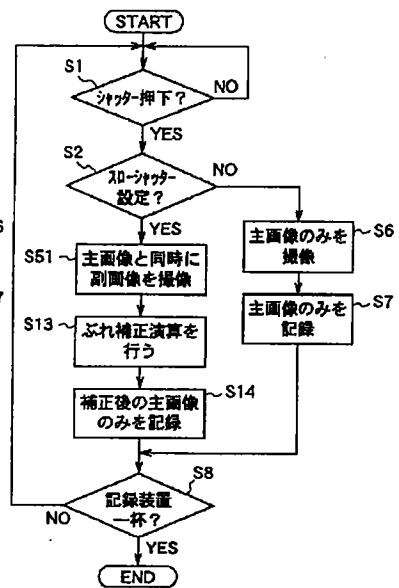 START
S1
シャッター押下?
NO
YES
S2
スローシャッター
設定?
NO
YES
S51
主画像と同時に
副画像を撮像
S6
主画像のみを
撮像
S13
ぶれ補正演算を
行う
S7
主画像のみを
記録
S14
補正後の主画像
のみを記録
S8
記録装置
一杯?
NO
YES
END